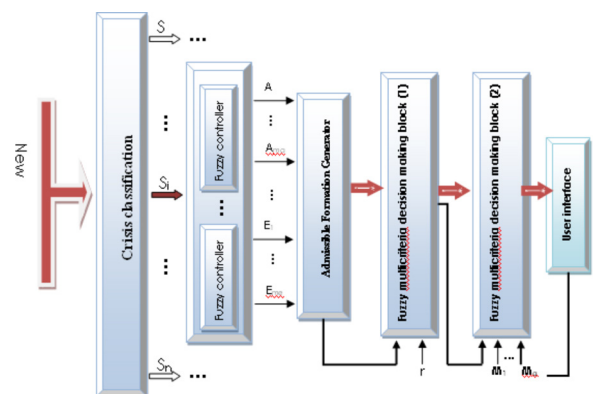 New
Crisis classification
S
...
...
Si
...
Sn
...
Fuzzy controller
...
Fuzzy controller
A
...
...
E
...
Admissible Formation Generator
Fuzzy multicriteria decision making block (1)
r
Fuzzy multicriteria decision making block (2)
M1
...
User interface